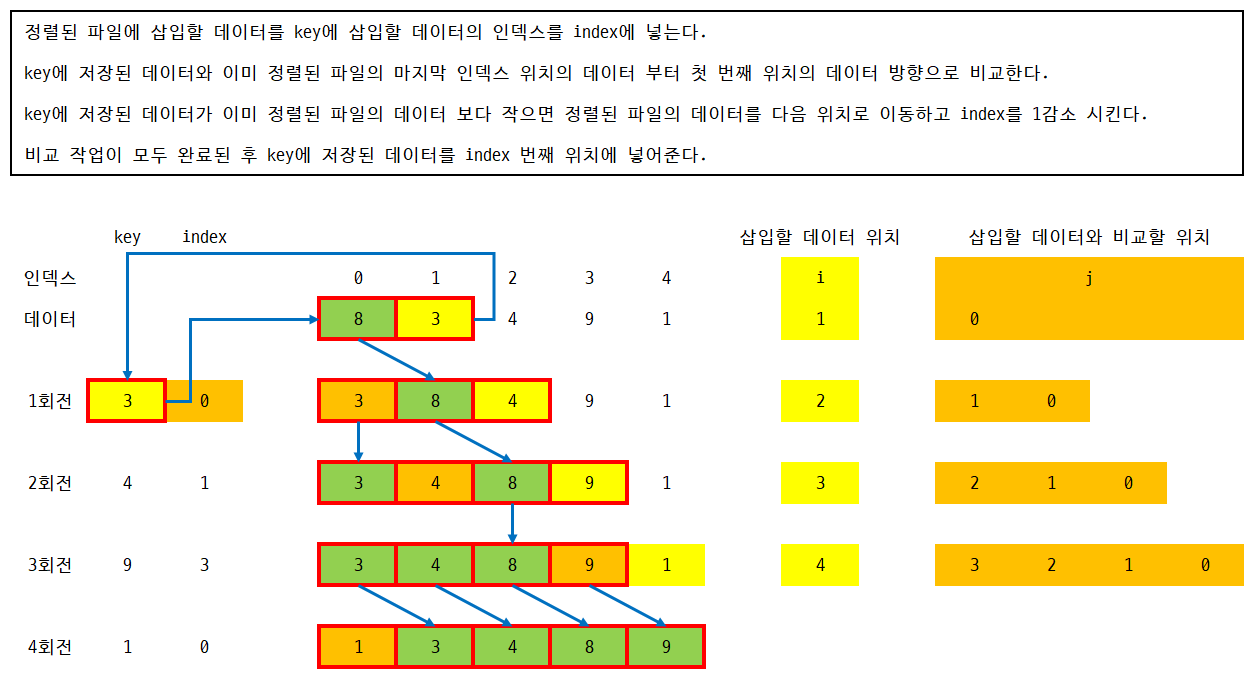 정렬된 파일에 삽입할 데이터를 key에 삽입할 데이터의 인덱스를 index에 넣는다.
key에 저장된 데이터와 이미 정렬된 파일의 마지막 인덱스 위치의 데이터 부터 첫 번째 위치의 데이터 방향으로 비교한다.
key에 저장된 데이터가 이미 정렬된 파일의 데이터 보다 작으면 정렬된 파일의 데이터를 다음 위치로 이동하고 index를 1감소 시킨다.
비교 작업이 모두 완료된 후 key에 저장된 데이터를 index 번째 위치에 넣어준다.
key index 삽입할 데이터 위치 삽입할 데이터와 비교할 위치
인덱스 0 1 2 3 4 i j
데이터 8 3 4 9 1 1 0
1회전 3 0 3 8 4 9 1 2 1 0
2회전 4 1 3 4 8 9 1 3 2 1 0
3회전 9 3 3 4 8 9 1 4 3 2 1 0
4회전 1 0 1 3 4 8 9